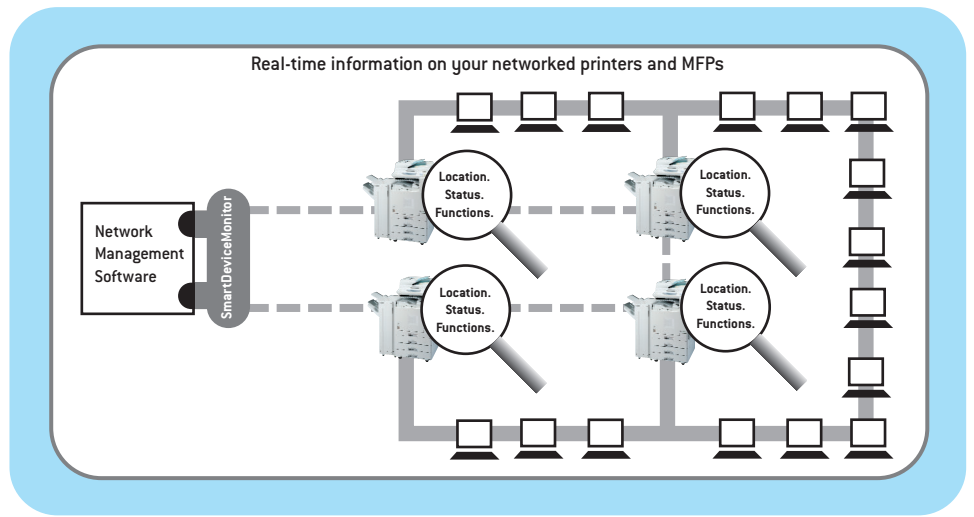 Real-time information on your networked printers and MFPs
Network
Management
Software
SmartDeviceMonitor
Location.
Status.
Functions.
Location.
Status.
Functions.
Location.
Status.
Functions.
Location.
Status.
Functions.